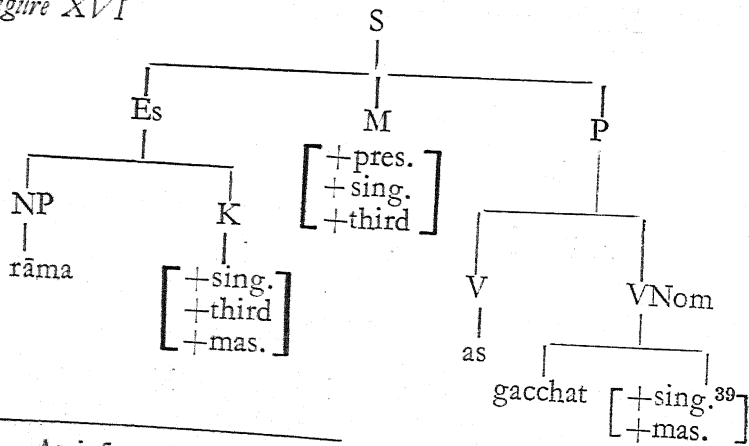 Figure XVI
S
Es M P
+pres.
+sing.
+third
NP K V VNom
rāma
+sing.
+third
+mas.
as
gacchat +sing.39
+mas.